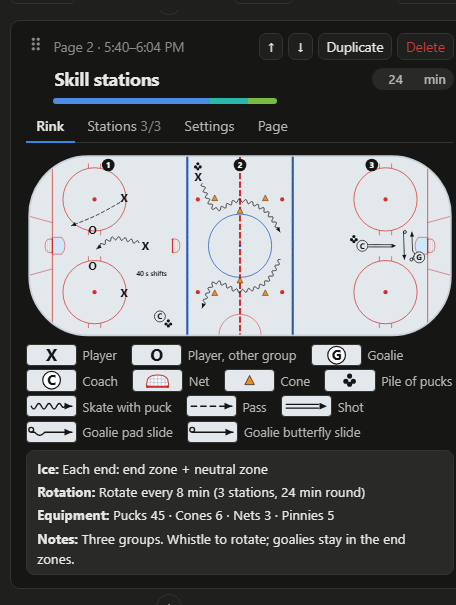 Page 2 · 5:40–6:04 PM
↑ ↓ Duplicate Delete
Skill stations
24 min
Rink Stations 3/3 Settings Page
1 2 3
X
X
O
X
O
40 s shifts
X
C
C
G
X Player
O Player, other group
G Goalie
C Coach
Net
Cone
Pile of pucks
Skate with puck
Pass
Shot
Goalie pad slide
Goalie butterfly slide
Ice: Each end: end zone + neutral zone
Rotation: Rotate every 8 min (3 stations, 24 min round)
Equipment: Pucks 45 · Cones 6 · Nets 3 · Pinnies 5
Notes: Three groups. Whistle to rotate; goalies stay in the end
zones.